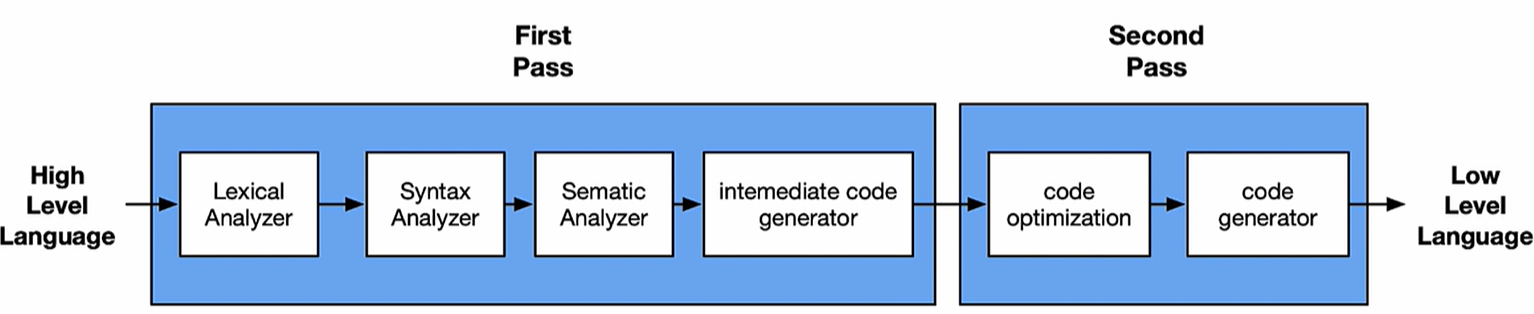 First
Pass
Second
Pass
High
Level
Language
Lexical
Analyzer
Syntax
Analyzer
Sematic
Analyzer
intemediate code
generator
code
optimization
code
generator
Low
Level
Language